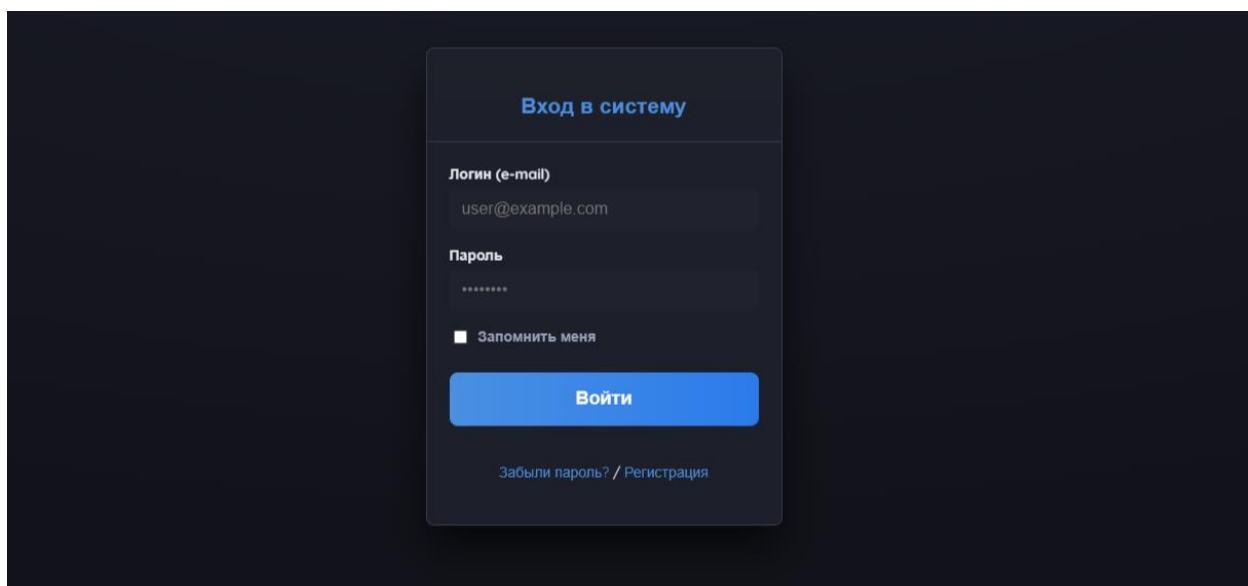 Вход в систему
Логин (e-mail)
user@example.com
Пароль
••••••••
Запомнить меня
Войти
Забыли пароль? / Регистрация